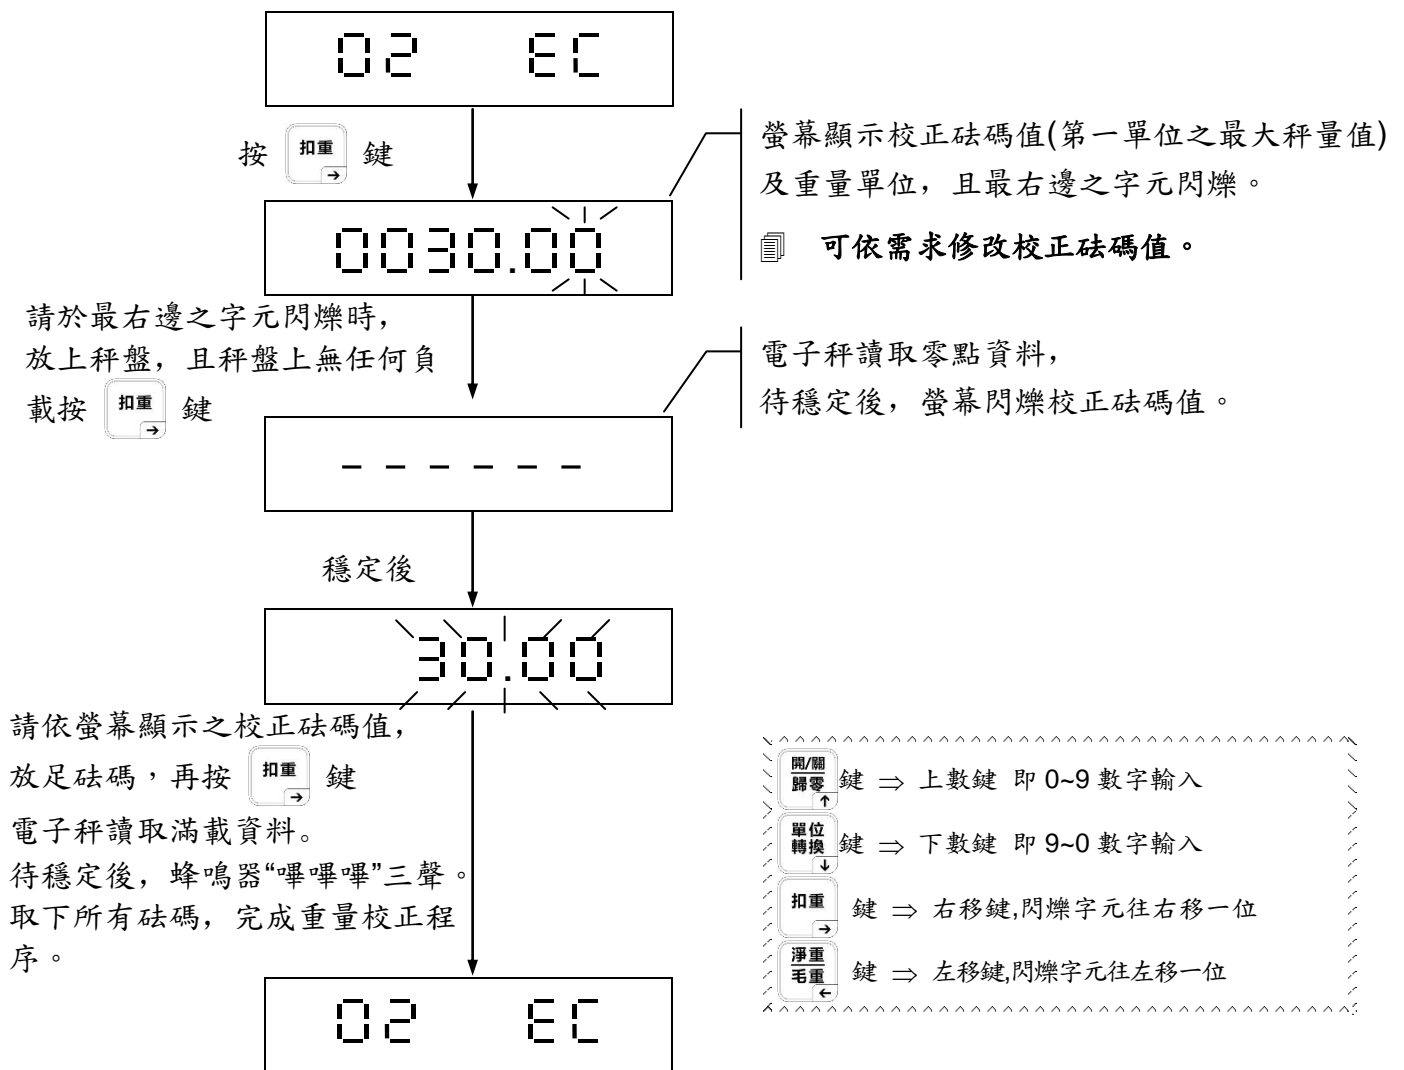 02 EC
按 扣重 → 鍵
螢幕顯示校正砝碼值(第一單位之最大秤量值)
及重量單位，且最右邊之字元閃爍。
可依需求修改校正砝碼值。
0030.00
請於最右邊之字元閃爍時，
放上秤盤，且秤盤上無任何負
載按 扣重 → 鍵
電子秤讀取零點資料，
待穩定後，螢幕閃爍校正砝碼值。
- - - - - -
穩定後
30.00
請依螢幕顯示之校正砝碼值，
放足砝碼，再按 扣重 → 鍵
電子秤讀取滿載資料。
待穩定後，蜂鳴器“嗶嗶嗶”三聲。
取下所有砝碼，完成重量校正程
序。
02 EC
開/關
歸零 ↑ 鍵 ⇒ 上數鍵 即 0~9 數字輸入
單位
轉換 ↓ 鍵 ⇒ 下數鍵 即 9~0 數字輸入
扣重 → 鍵 ⇒ 右移鍵,閃爍字元往右移一位
淨重
毛重 ← 鍵 ⇒ 左移鍵,閃爍字元往左移一位